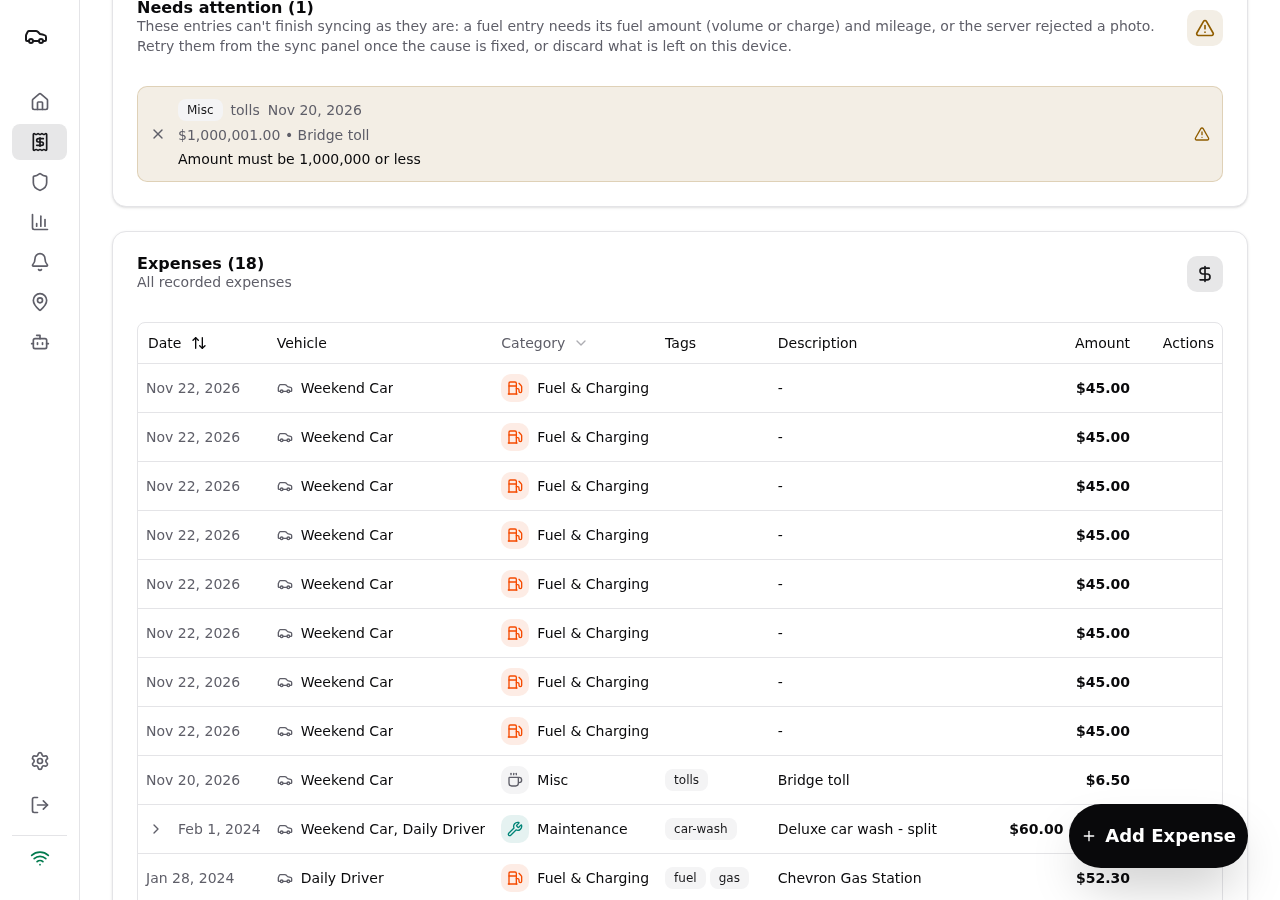 Needs attention (1)
These entries can't finish syncing as they are: a fuel entry needs its fuel amount (volume or charge) and mileage, or the server rejected a photo.
Retry them from the sync panel once the cause is fixed, or discard what is left on this device.
Misc tolls Nov 20, 2026
$1,000,001.00 • Bridge toll
Amount must be 1,000,000 or less
Expenses (18)
All recorded expenses
Date Vehicle Category Tags Description Amount Actions
Nov 22, 2026 Weekend Car Fuel & Charging - $45.00
Nov 22, 2026 Weekend Car Fuel & Charging - $45.00
Nov 22, 2026 Weekend Car Fuel & Charging - $45.00
Nov 22, 2026 Weekend Car Fuel & Charging - $45.00
Nov 22, 2026 Weekend Car Fuel & Charging - $45.00
Nov 22, 2026 Weekend Car Fuel & Charging - $45.00
Nov 22, 2026 Weekend Car Fuel & Charging - $45.00
Nov 22, 2026 Weekend Car Fuel & Charging - $45.00
Nov 20, 2026 Weekend Car Misc tolls Bridge toll $6.50
Feb 1, 2024 Weekend Car, Daily Driver Maintenance car-wash Deluxe car wash - split $60.00
+ Add Expense
Jan 28, 2024 Daily Driver Fuel & Charging fuel gas Chevron Gas Station $52.30